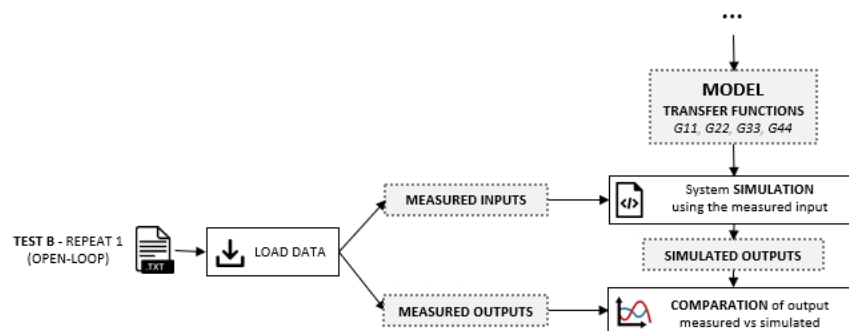 ...
MODEL
TRANSFER FUNCTIONS
G11, G22, G33, G44
MEASURED INPUTS
</>
System SIMULATION
using the measured input
TEST B - REPEAT 1
(OPEN-LOOP)
.TXT
LOAD DATA
SIMULATED OUTPUTS
MEASURED OUTPUTS
COMPARATION of output
measured vs simulated